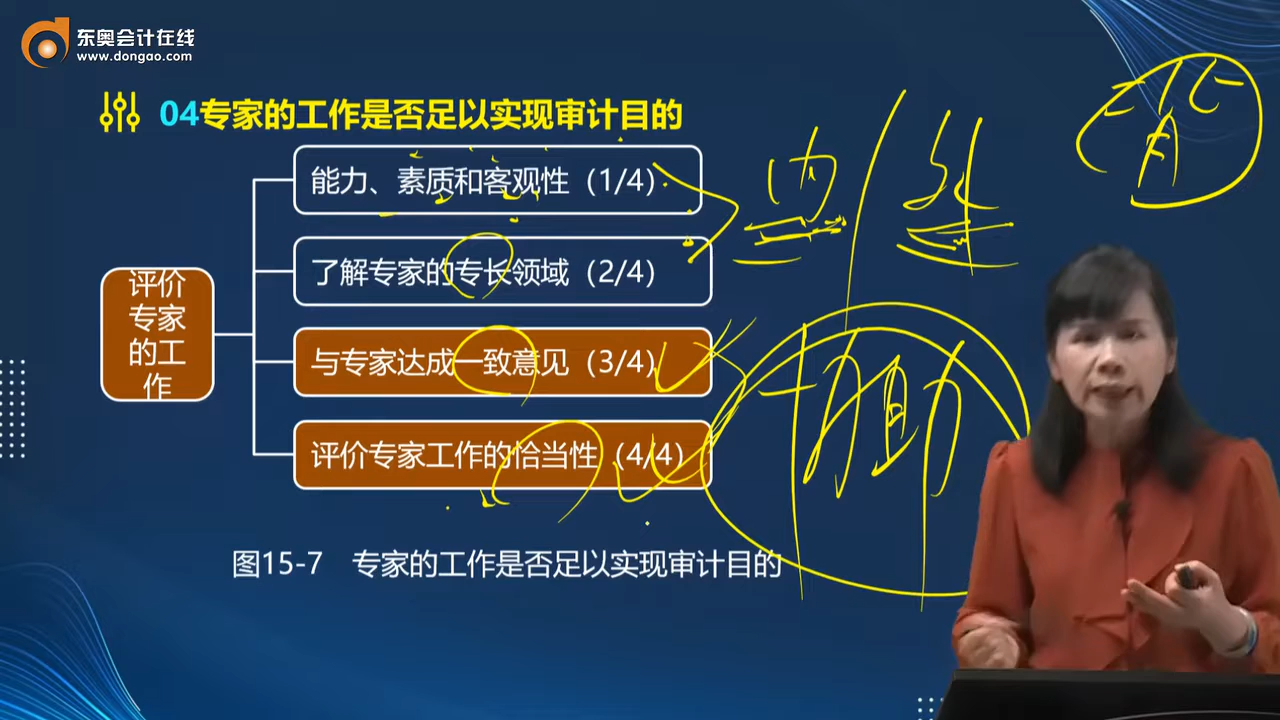 东奥会计在线
www.dongao.com
04专家的工作是否足以实现审计目的
能力、素质和客观性（1/4）
了解专家的专长领域（2/4）
评价
专家
的工
作
与专家达成一致意见（3/4）
评价专家工作的恰当性（4/4）
图15-7 专家的工作是否足以实现审计目的
内